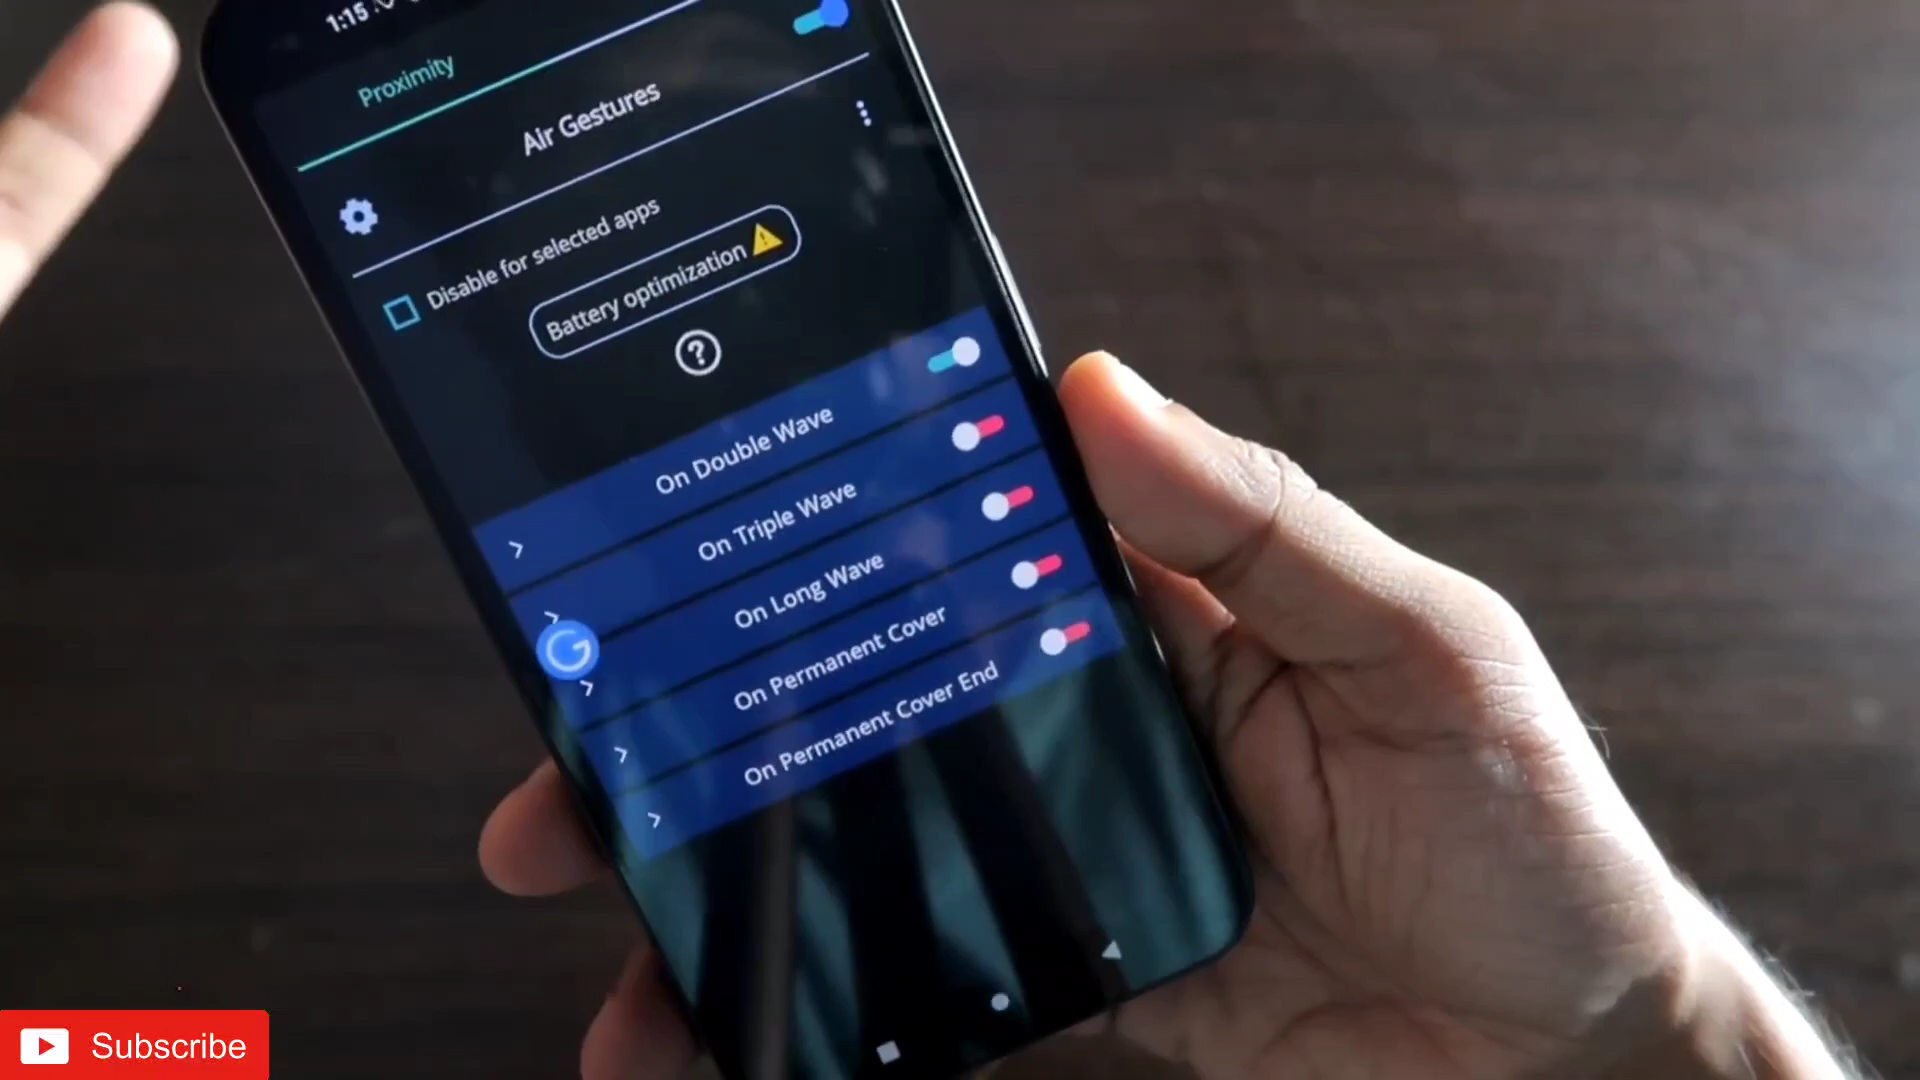 1:15
Proximity
Air Gestures
Disable for selected apps
Battery optimization
?
On Double Wave
On Triple Wave
On Long Wave
On Permanent Cover
On Permanent Cover End
G
Subscribe